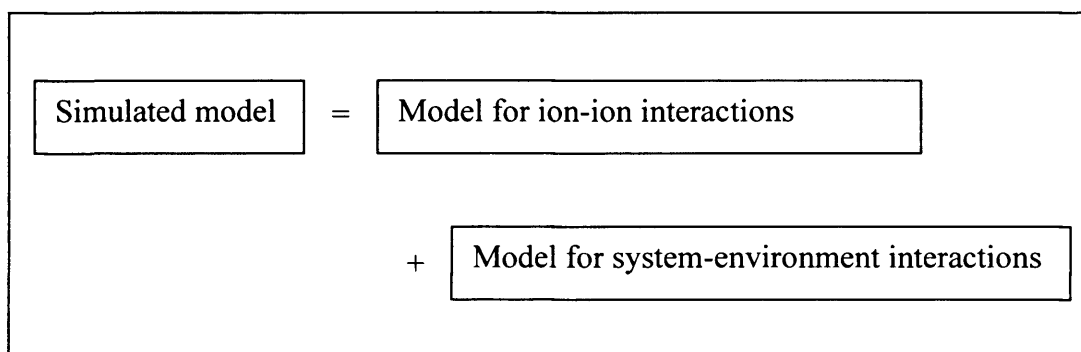 Simulated model = Model for ion-ion interactions
+ Model for system-environment interactions